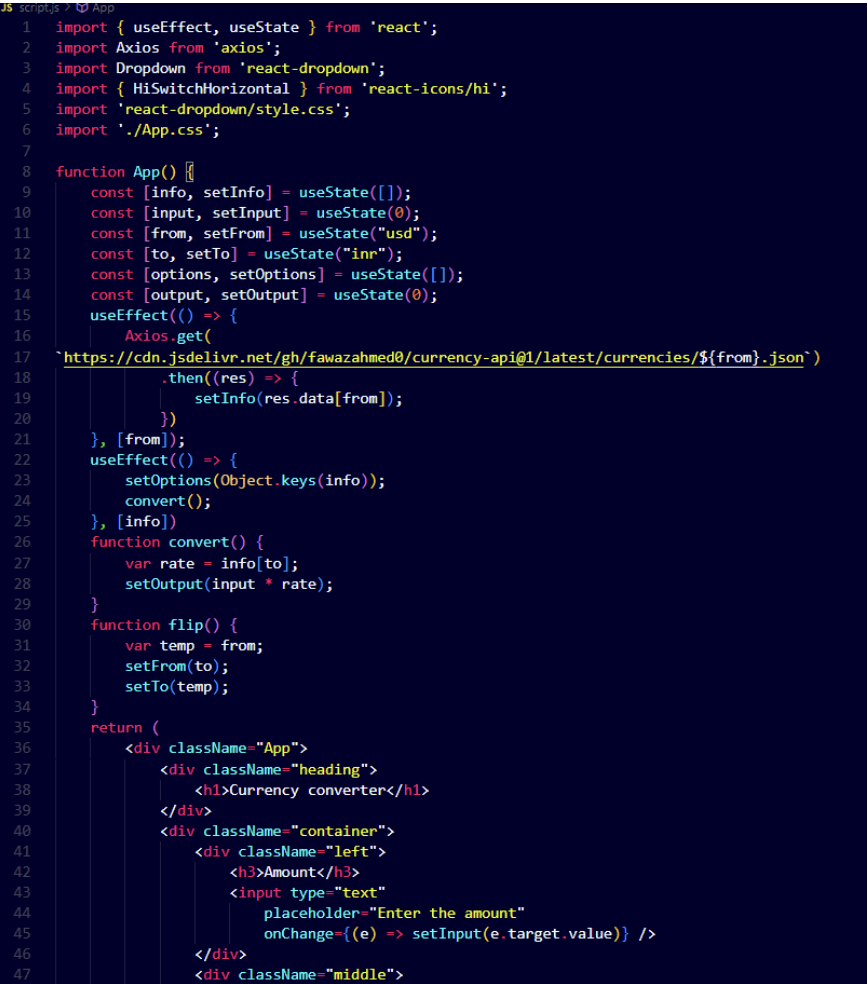 JS script.js > App
1 import { useEffect, useState } from 'react';
2 import Axios from 'axios';
3 import Dropdown from 'react-dropdown';
4 import { HiSwitchHorizontal } from 'react-icons/hi';
5 import 'react-dropdown/style.css';
6 import './App.css';
7
8 function App() {
9     const [info, setInfo] = useState([]);
10     const [input, setInput] = useState(0);
11     const [from, setFrom] = useState("usd");
12     const [to, setTo] = useState("inr");
13     const [options, setOptions] = useState([]);
14     const [output, setOutput] = useState(0);
15     useEffect(() => {
16         Axios.get(
17 `https://cdn.jsdelivr.net/gh/fawazahmed0/currency-api@1/latest/currencies/${from}.json`)
18             .then((res) => {
19                 setInfo(res.data[from]);
20             })
21     }, [from]);
22     useEffect(() => {
23         setOptions(Object.keys(info));
24         convert();
25     }, [info])
26     function convert() {
27         var rate = info[to];
28         setOutput(input * rate);
29     }
30     function flip() {
31         var temp = from;
32         setFrom(to);
33         setTo(temp);
34     }
35     return (
36         <div className="App">
37             <div className="heading">
38                 <h1>Currency converter</h1>
39             </div>
40             <div className="container">
41                 <div className="left">
42                     <h3>Amount</h3>
43                     <input type="text"
44                         placeholder="Enter the amount"
45                         onChange={(e) => setInput(e.target.value)} />
46                 </div>
47                 <div className="middle">